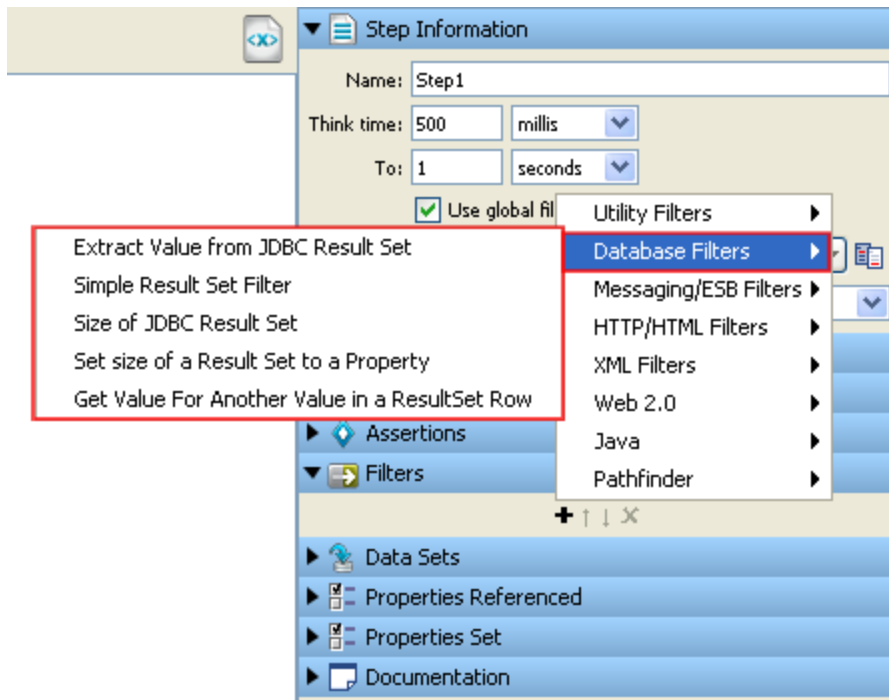 Step Information
Name: Step1
Think time: 500 millis
To: 1 seconds
Use global fil
Utility Filters
Database Filters
Messaging/ESB Filters
HTTP/HTML Filters
XML Filters
Web 2.0
Java
Pathfinder
Extract Value from JDBC Result Set
Simple Result Set Filter
Size of JDBC Result Set
Set size of a Result Set to a Property
Get Value For Another Value in a ResultSet Row
Assertions
Filters
Data Sets
Properties Referenced
Properties Set
Documentation